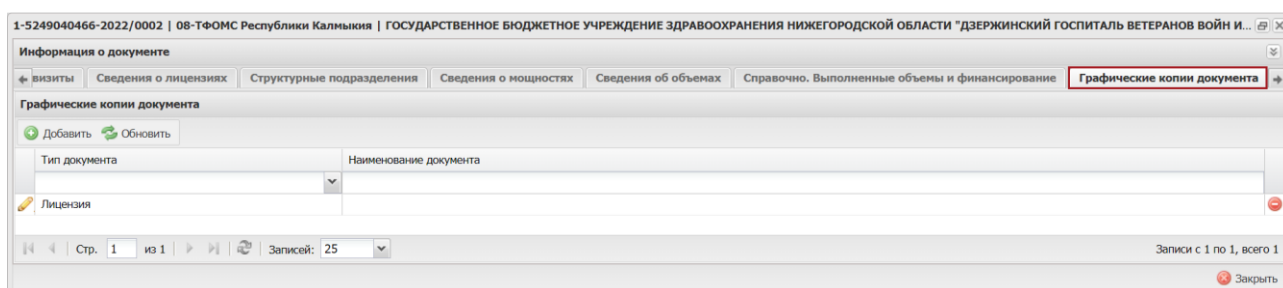 1-5249040466-2022/0002 | 08-ТФОМС Республики Калмыкия | ГОСУДАРСТВЕННОЕ БЮДЖЕТНОЕ УЧРЕЖДЕНИЕ ЗДРАВООХРАНЕНИЯ НИЖЕГОРОДСКОЙ ОБЛАСТИ "ДЗЕРЖИНСКИЙ ГОСПИТАЛЬ ВЕТЕРАНОВ ВОЙН И...
Информация о документе
визиты Сведения о лицензиях Структурные подразделения Сведения о мощностях Сведения об объемах Справочно. Выполненные объемы и финансирование Графические копии документа
Графические копии документа
Добавить Обновить
Тип документа Наименование документа
Лицензия
Стр. 1 из 1 Записей: 25 Записи с 1 по 1, всего 1
Закрыть